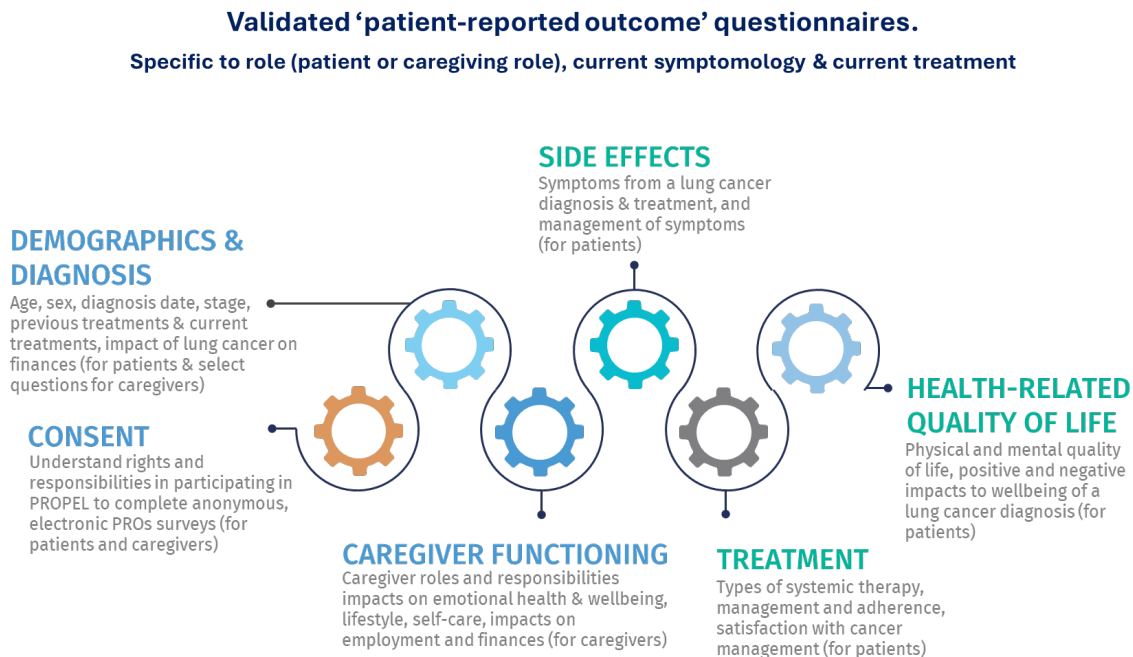 Validated ‘patient-reported outcome’ questionnaires.
Specific to role (patient or caregiving role), current symptomology & current treatment
SIDE EFFECTS
Symptoms from a lung cancer
diagnosis & treatment, and
management of symptoms
(for patients)
DEMOGRAPHICS &
DIAGNOSIS
Age, sex, diagnosis date, stage,
previous treatments & current
treatments, impact of lung cancer on
finances (for patients & select
questions for caregivers)
CONSENT
Understand rights and
responsibilities in participating in
PROPEL to complete anonymous,
electronic PROs surveys (for
patients and caregivers)
HEALTH-RELATED
QUALITY OF LIFE
Physical and mental quality
of life, positive and negative
impacts to wellbeing of a
lung cancer diagnosis (for
patients)
CAREGIVER FUNCTIONING
Caregiver roles and responsibilities
impacts on emotional health & wellbeing,
lifestyle, self-care, impacts on
employment and finances (for caregivers)
TREATMENT
Types of systemic therapy,
management and adherence,
satisfaction with cancer
management (for patients)